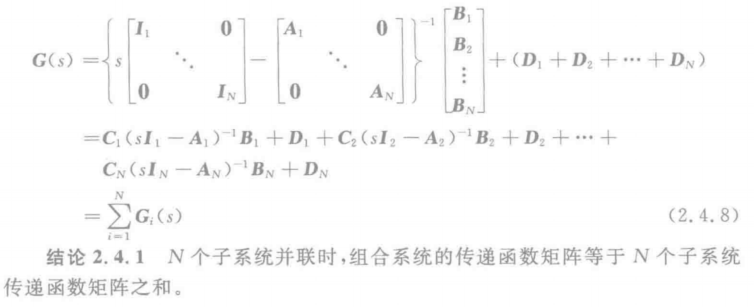 G(s) = { s [ I₁ 0 ⋱ 0 I_N ] − [ A₁ 0 ⋱ 0 A_N ] }⁻¹ [ B₁ B₂ ⋮ B_N ] + (D₁ + D₂ + ⋯ + D_N)
=C₁(sI₁ − A₁)⁻¹B₁ + D₁ + C₂(sI₂ − A₂)⁻¹B₂ + D₂ + ⋯ +
C_N(sI_N − A_N)⁻¹B_N + D_N
= ∑_{i=1}^{N} G_i(s) (2.4.8)
结论 2.4.1 N 个子系统并联时,组合系统的传递函数矩阵等于 N 个子系统
传递函数矩阵之和。